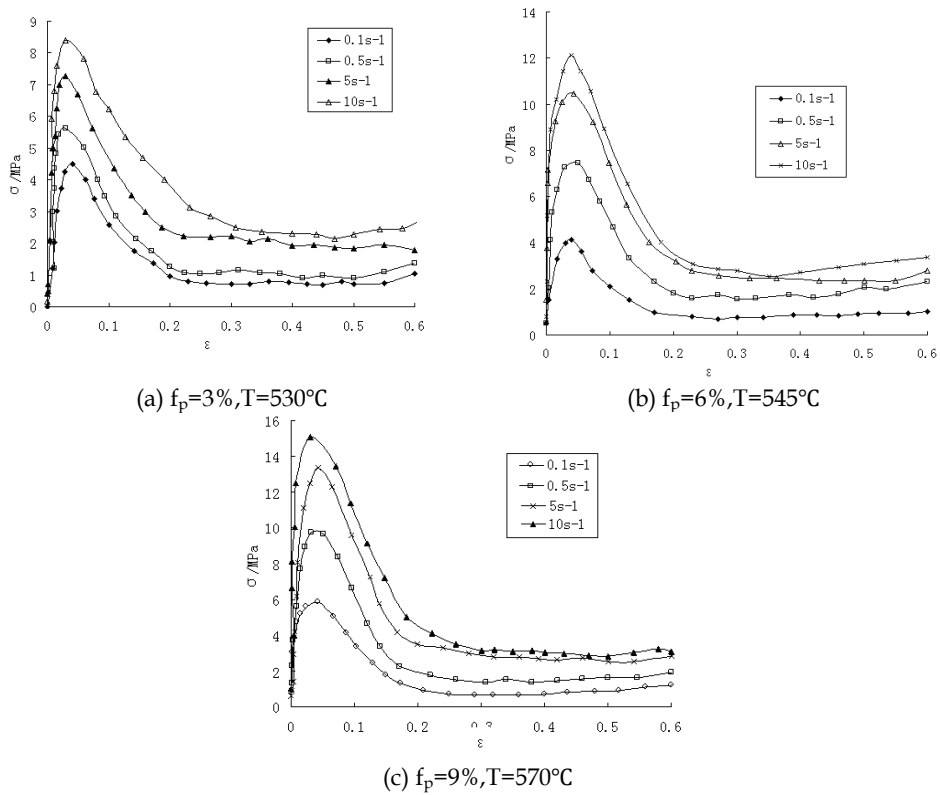 9
8
7
6
5
4
3
2
1
0
σ/MPa
0 0.1 0.2 0.3 0.4 0.5 0.6
ε
0.1s-1
0.5s-1
5s-1
10s-1
(a) fp=3%,T=530℃
14
12
10
8
6
4
2
0
σ/MPa
0 0.1 0.2 0.3 0.4 0.5 0.6
ε
0.1s-1
0.5s-1
5s-1
10s-1
(b) fp=6%,T=545℃
16
14
12
10
8
6
4
2
0
σ/MPa
0 0.1 0.2 0.3 0.4 0.5 0.6
ε
0.1s-1
0.5s-1
5s-1
10s-1
(c) fp=9%,T=570℃